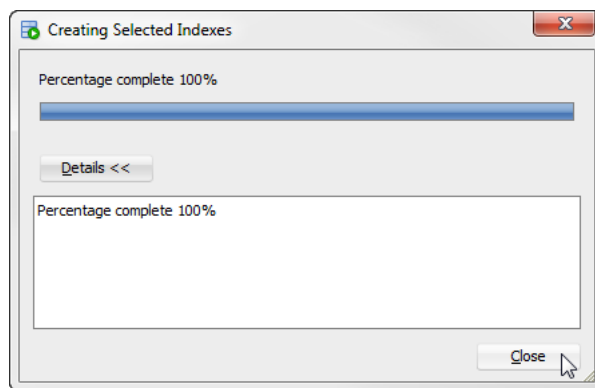 Creating Selected Indexes
Percentage complete 100%
Details <<
Percentage complete 100%
Close